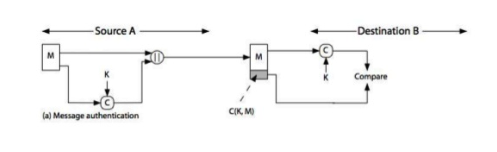 Source A
Destination B
M
||
M
C
K
K
Compare
C
C(K, M)
(a) Message authentication